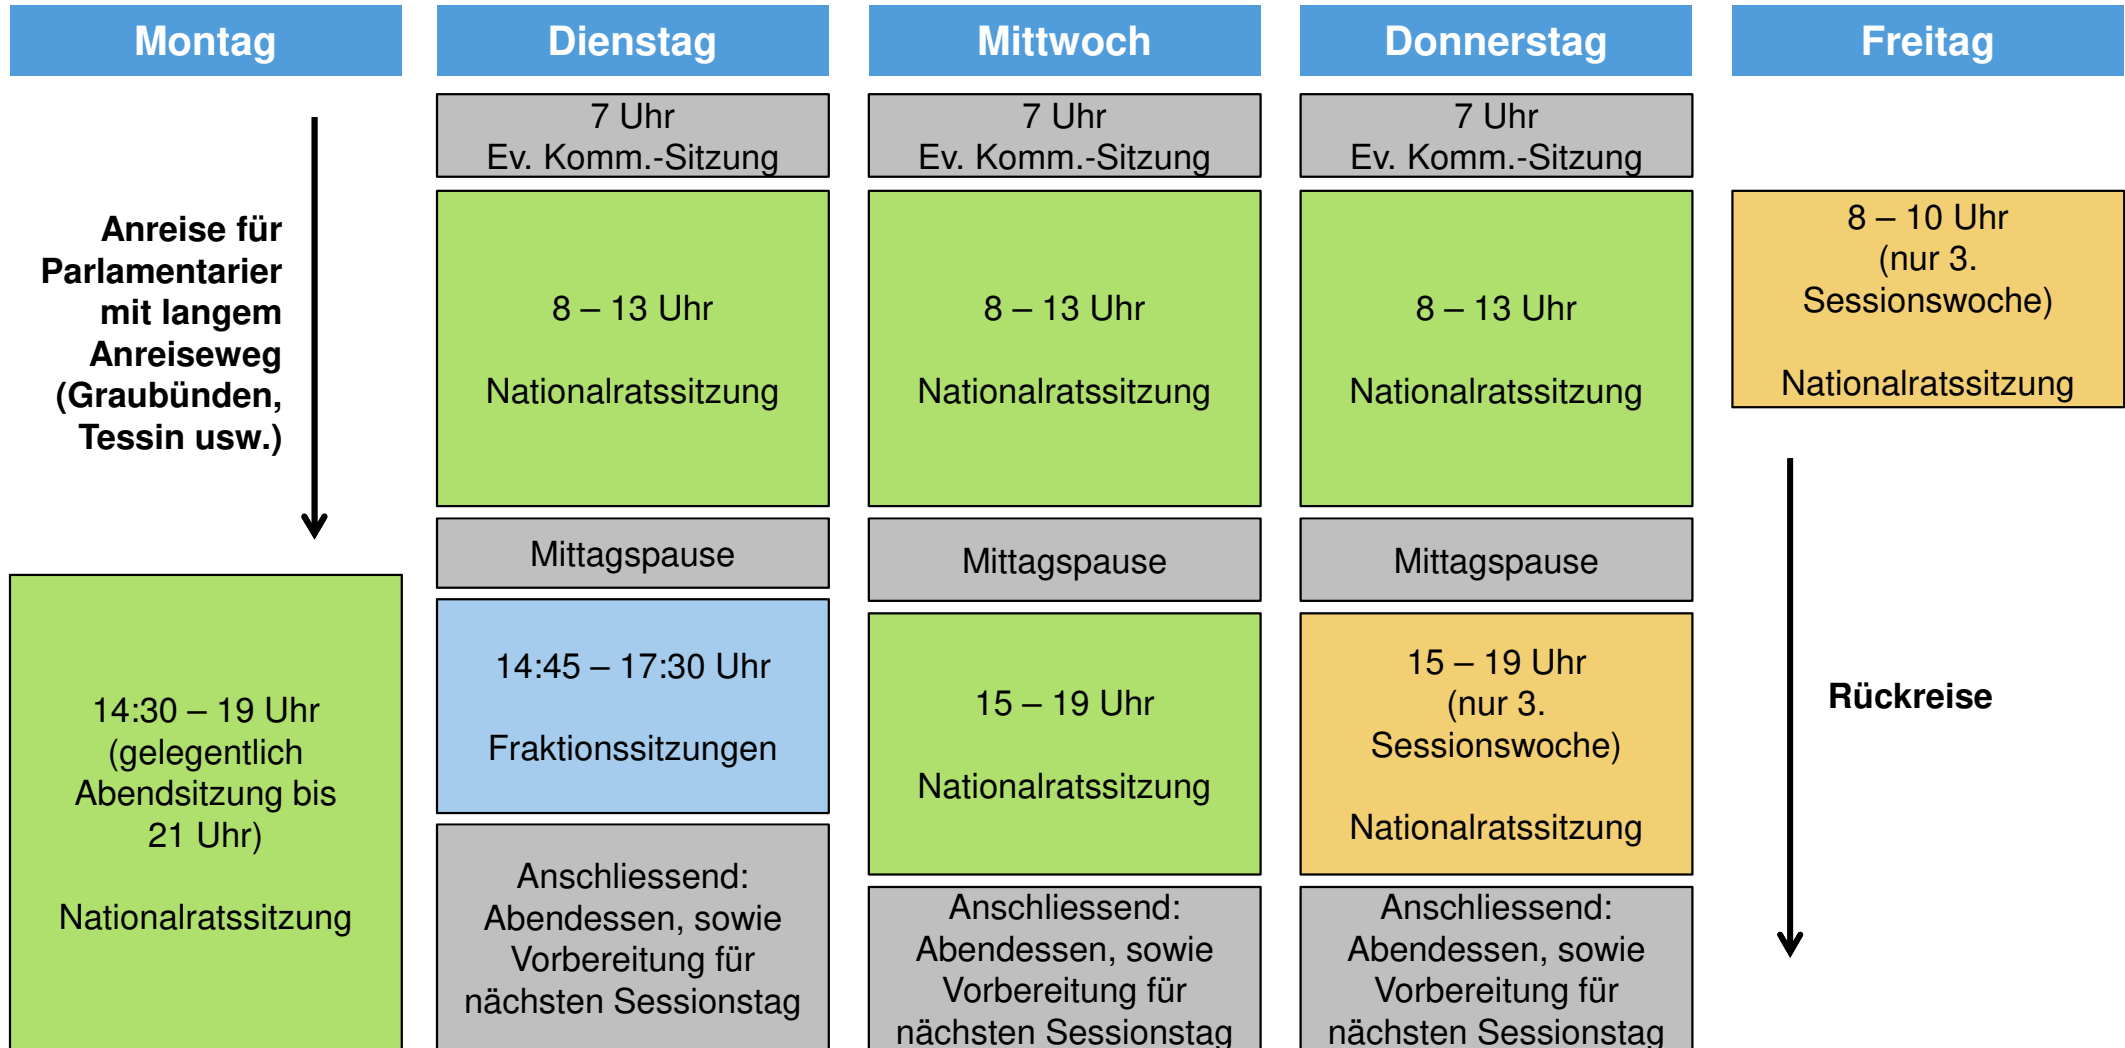 Montag
Anreise für
Parlamentarier
mit langem
Anreiseweg
(Graubünden,
Tessin usw.)
14:30 – 19 Uhr
(gelegentlich
Abendsitzung bis
21 Uhr)
Nationalratssitzung
Dienstag
7 Uhr
Ev. Komm.-Sitzung
8 – 13 Uhr
Nationalratssitzung
Mittagspause
14:45 – 17:30 Uhr
Fraktionssitzungen
Anschliessend:
Abendessen, sowie
Vorbereitung für
nächsten Sessionstag
Mittwoch
7 Uhr
Ev. Komm.-Sitzung
8 – 13 Uhr
Nationalratssitzung
Mittagspause
15 – 19 Uhr
Nationalratssitzung
Anschliessend:
Abendessen, sowie
Vorbereitung für
nächsten Sessionstag
Donnerstag
7 Uhr
Ev. Komm.-Sitzung
8 – 13 Uhr
Nationalratssitzung
Mittagspause
15 – 19 Uhr
(nur 3.
Sessionswoche)
Nationalratssitzung
Anschliessend:
Abendessen, sowie
Vorbereitung für
nächsten Sessionstag
Freitag
8 – 10 Uhr
(nur 3.
Sessionswoche)
Nationalratssitzung
Rückreise